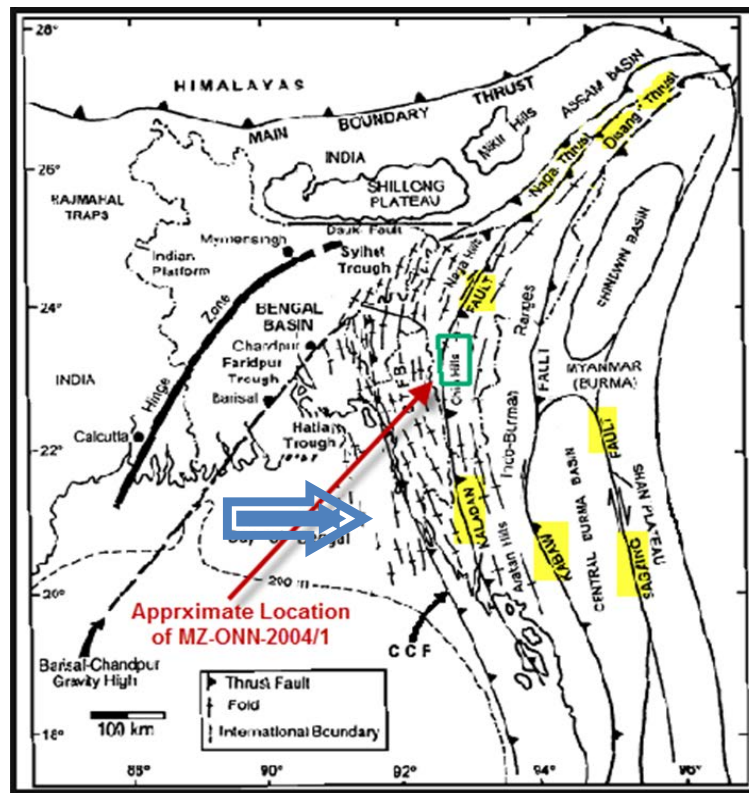 28°
HIMALAYAS
MAIN BOUNDARY THRUST
ASSAM BASIN
Mikir Hills
Naga Thrust
Disang Thrust
26°
INDIA
SHILLONG
PLATEAU
RAJMAHAL
TRAPS
Dauki Fault
Mymensingh
Sylhet
Trough
Indian
Platform
Naga Hills
CHINDWIN BASIN
24°
Hinge Zone
BENGAL
BASIN
FAULT
Ranges
Chandpur
Faridpur
Trough
Chin Hills
FAULT
MYANMAR
(BURMA)
INDIA
Barisal
Hatian
Trough
Calcutta
22°
Indo-Burman
FAULT
KALADAN
CENTRAL BURMA BASIN
SHAN PLATEAU
Bay of Bengal
Arakan Hills
KABAW
SAGAING
200 m
20°
Apprximate Location
of MZ-ONN-2004/1
CCF
Barisal-Chandpur
Gravity High
Thrust Fault
Fold
International Boundary
100 km
18°
88°
90°
92°
94°
96°